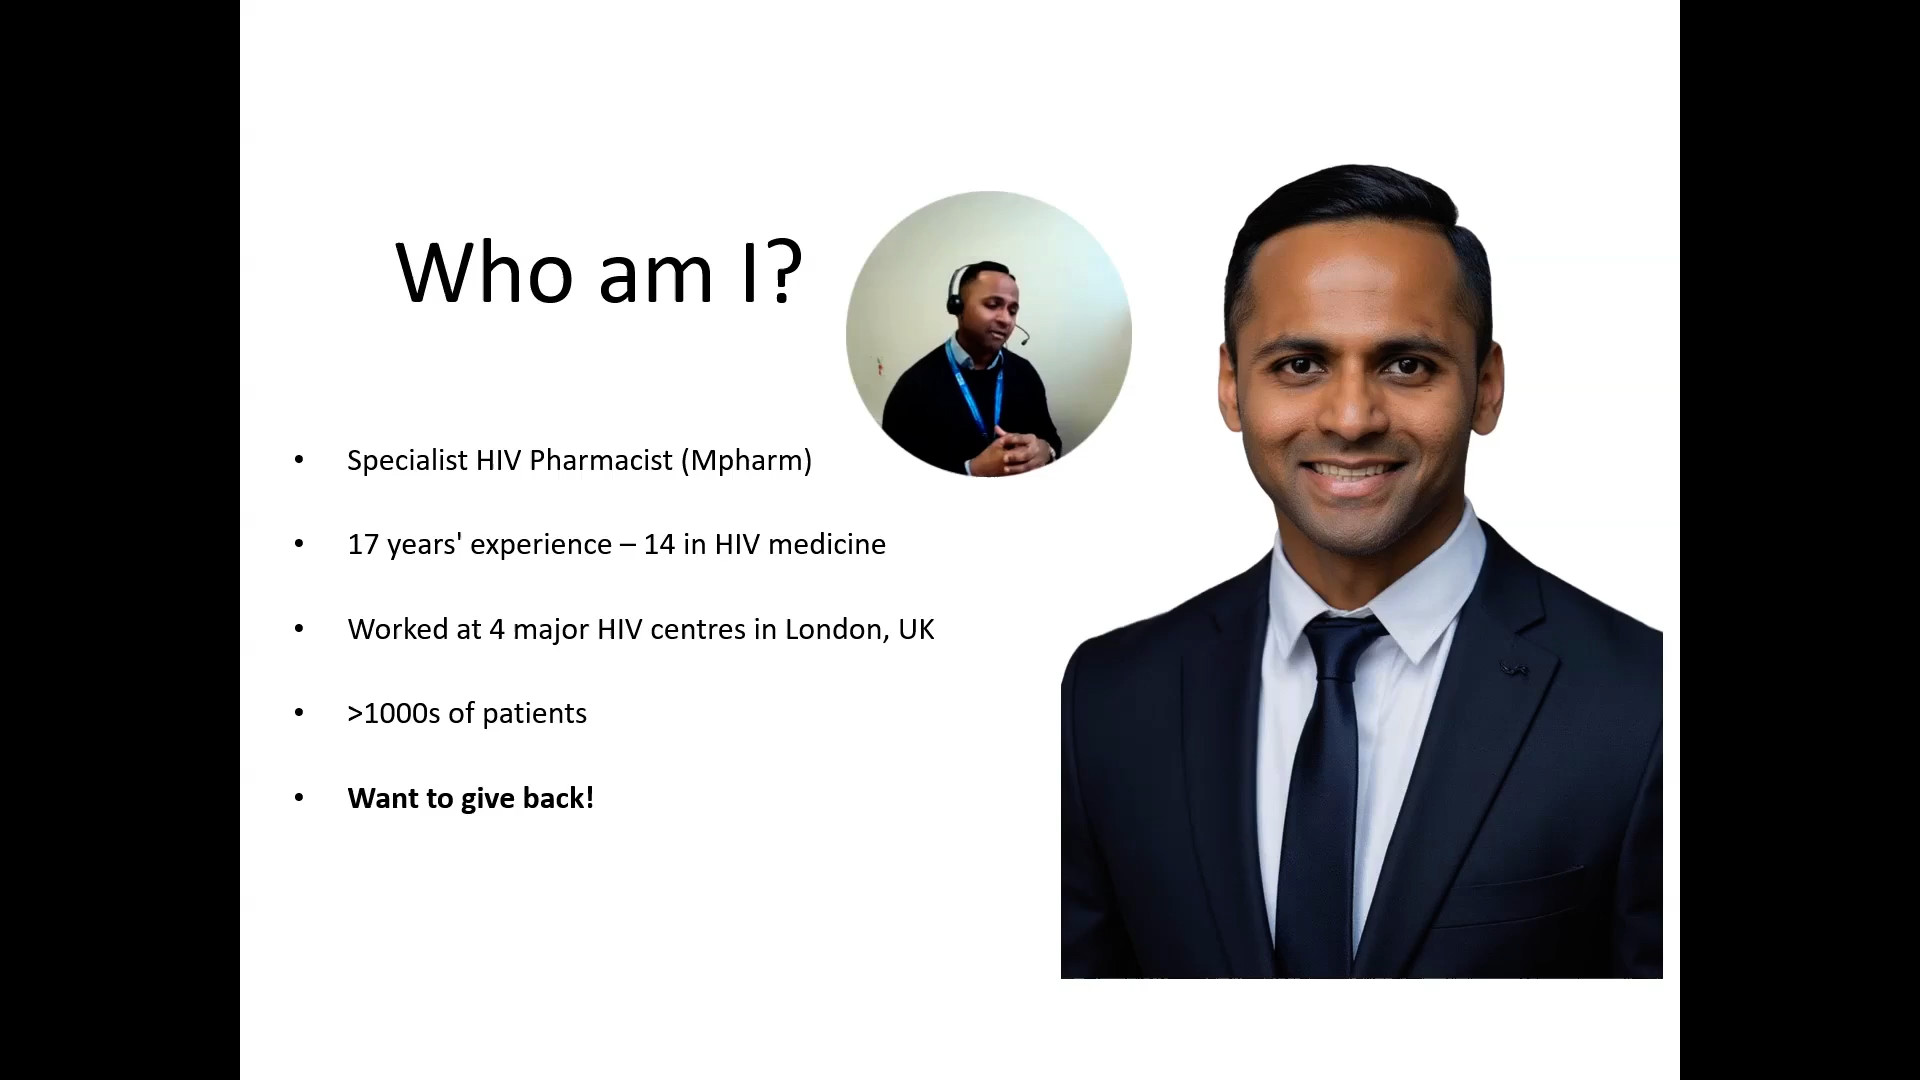 Who am I?
• Specialist HIV Pharmacist (Mpharm)
• 17 years' experience – 14 in HIV medicine
• Worked at 4 major HIV centres in London, UK
• >1000s of patients
• Want to give back!